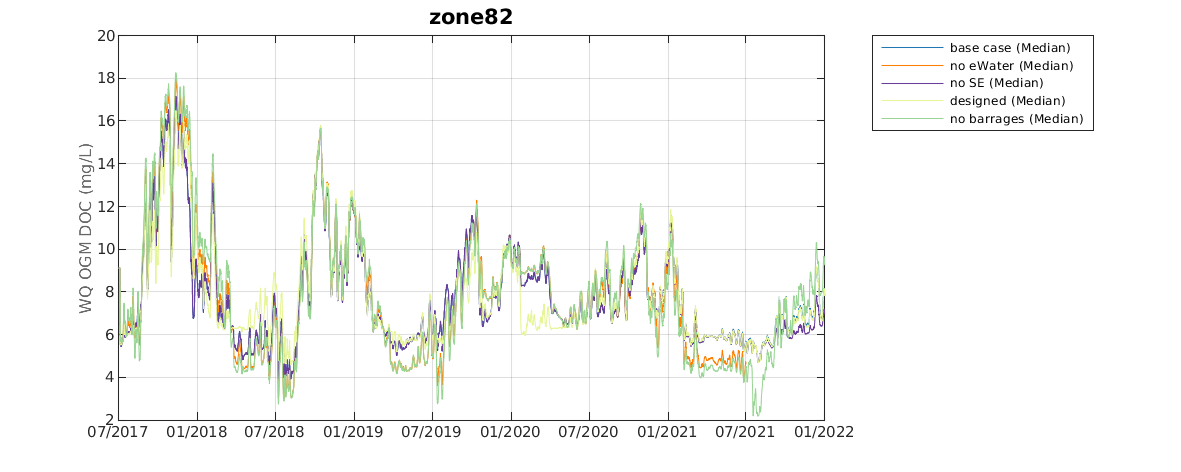 zone82
WQ OGM DOC (mg/L)
20
18
16
14
12
10
8
6
4
2
07/2017 01/2018 07/2018 01/2019 07/2019 01/2020 07/2020 01/2021 07/2021 01/2022
base case (Median)
no eWater (Median)
no SE (Median)
designed (Median)
no barrages (Median)